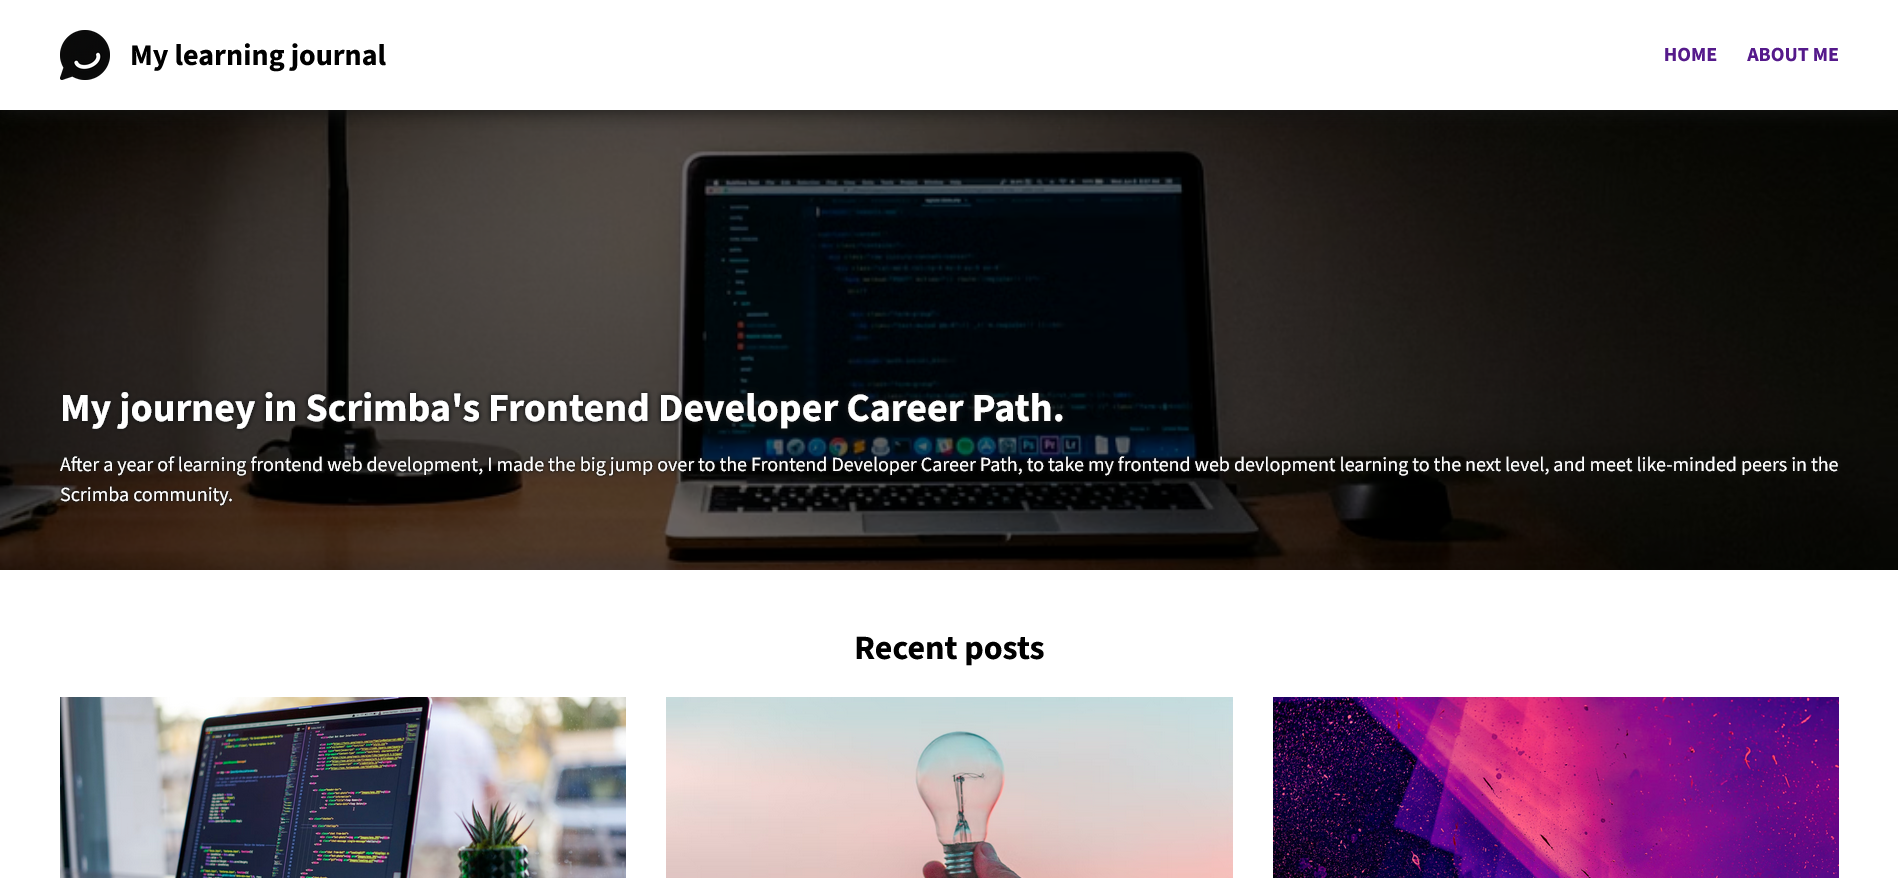 My learning journal
HOME
ABOUT ME
My journey in Scrimba's Frontend Developer Career Path.
After a year of learning frontend web development, I made the big jump over to the Frontend Developer Career Path, to take my frontend web devlopment learning to the next level, and meet like-minded peers in the
Scrimba community.
Recent posts